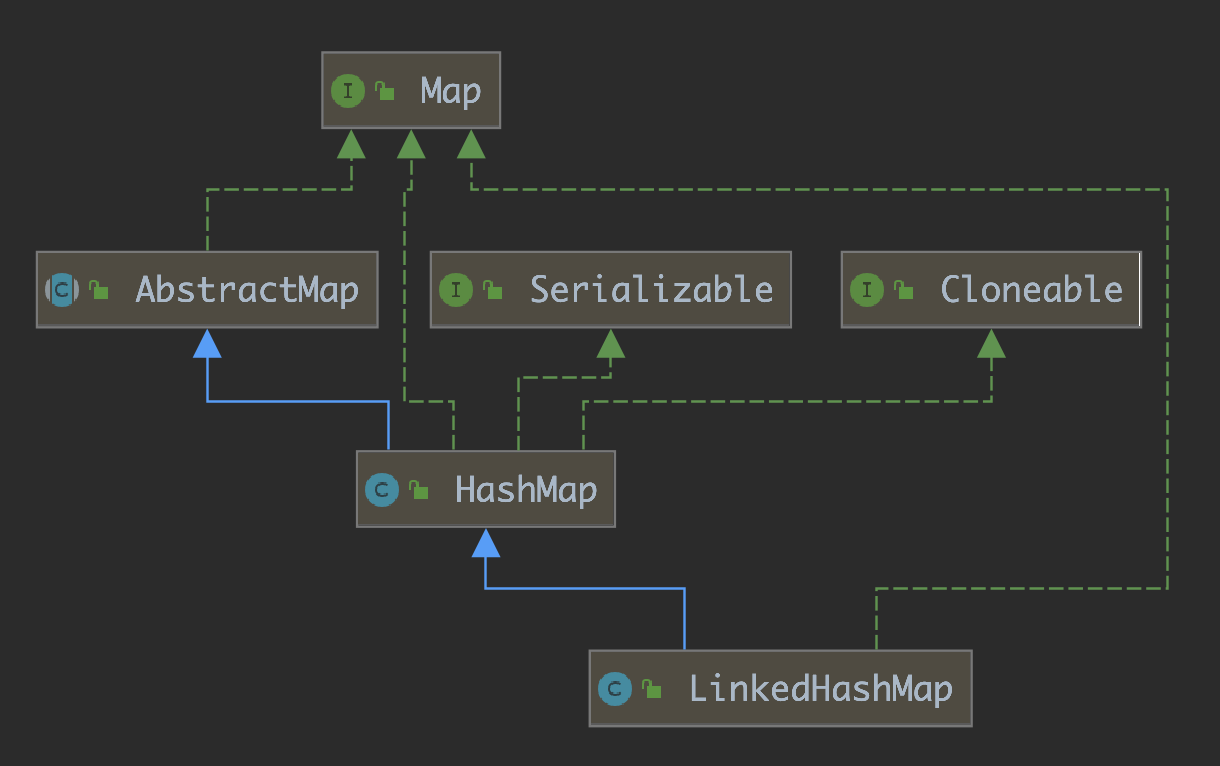 I Map
C AbstractMap
I Serializable
I Cloneable
C HashMap
C LinkedHashMap